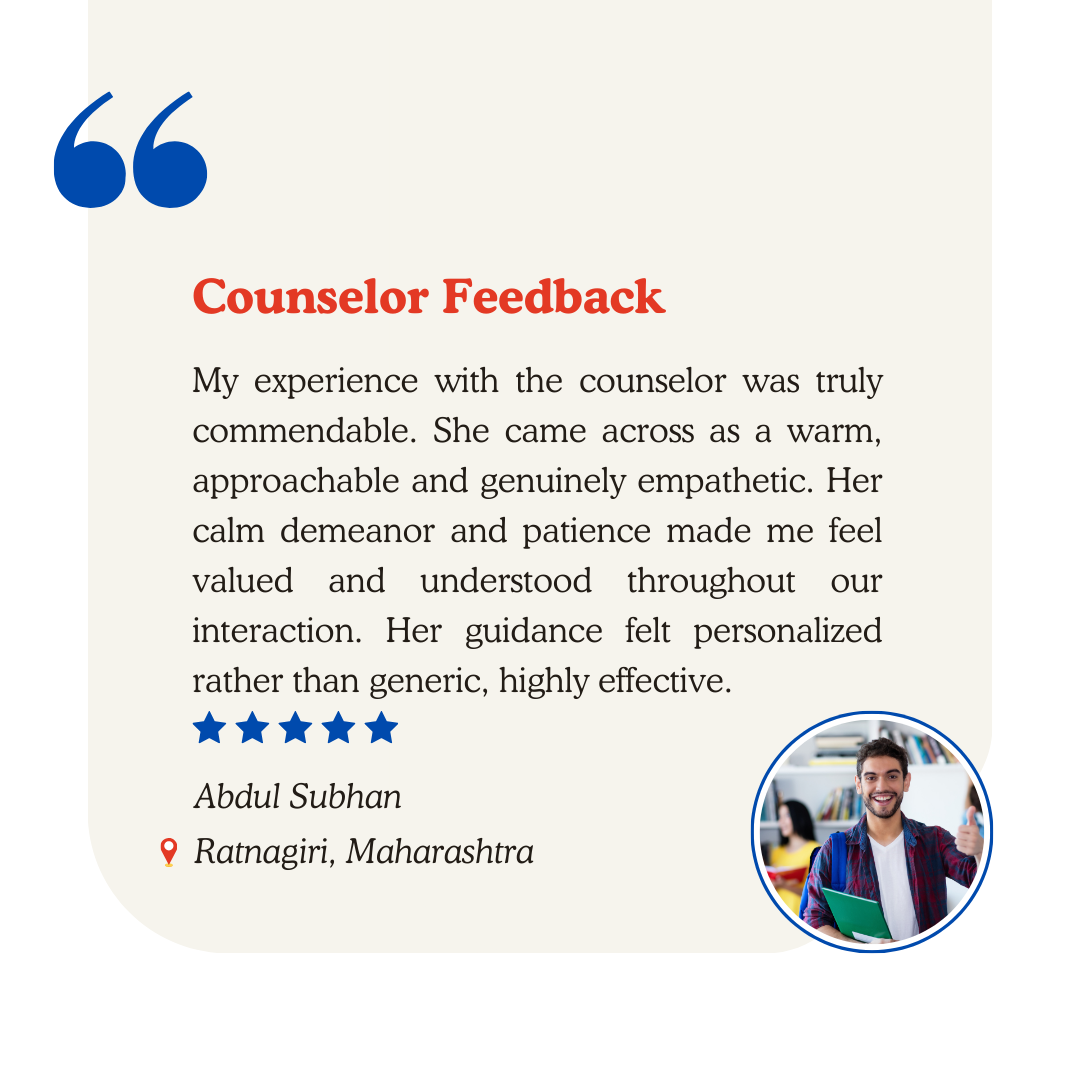 “
Counselor Feedback
My experience with the counselor was truly
commendable. She came across as a warm,
approachable and genuinely empathetic. Her
calm demeanor and patience made me feel
valued and understood throughout our
interaction. Her guidance felt personalized
rather than generic, highly effective.
Abdul Subhan
Ratnagiri, Maharashtra